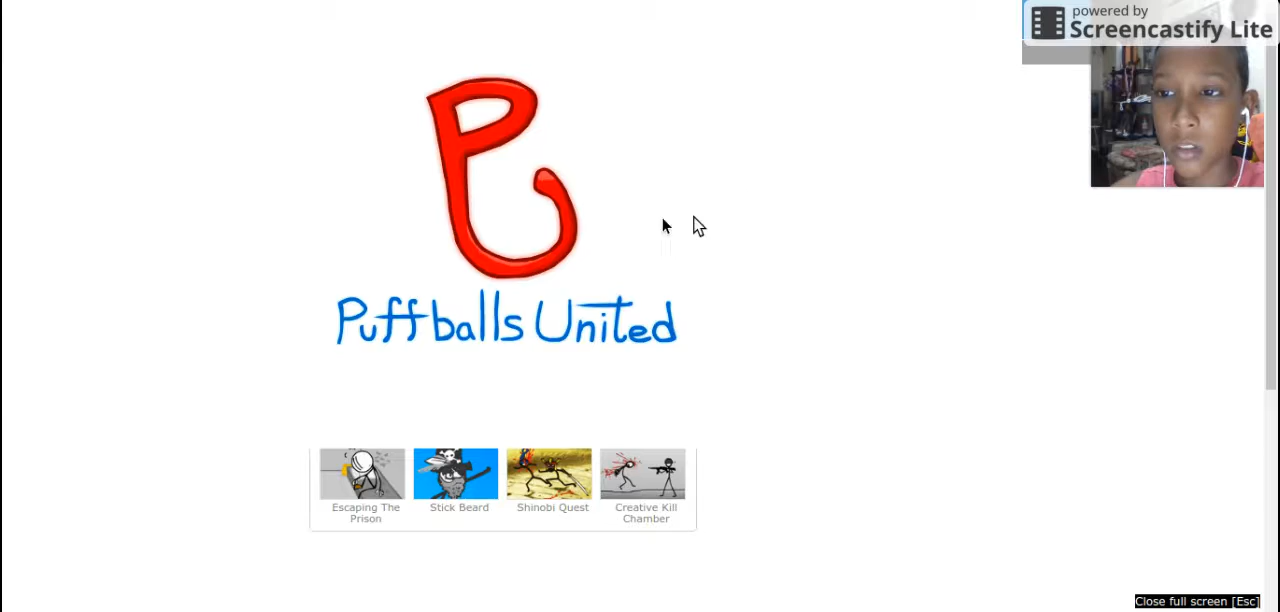 powered by
Screencastify Lite
Puffballs United
Escaping The Prison
Stick Beard
Shinobi Quest
Creative Kill Chamber
Close full screen [Esc]